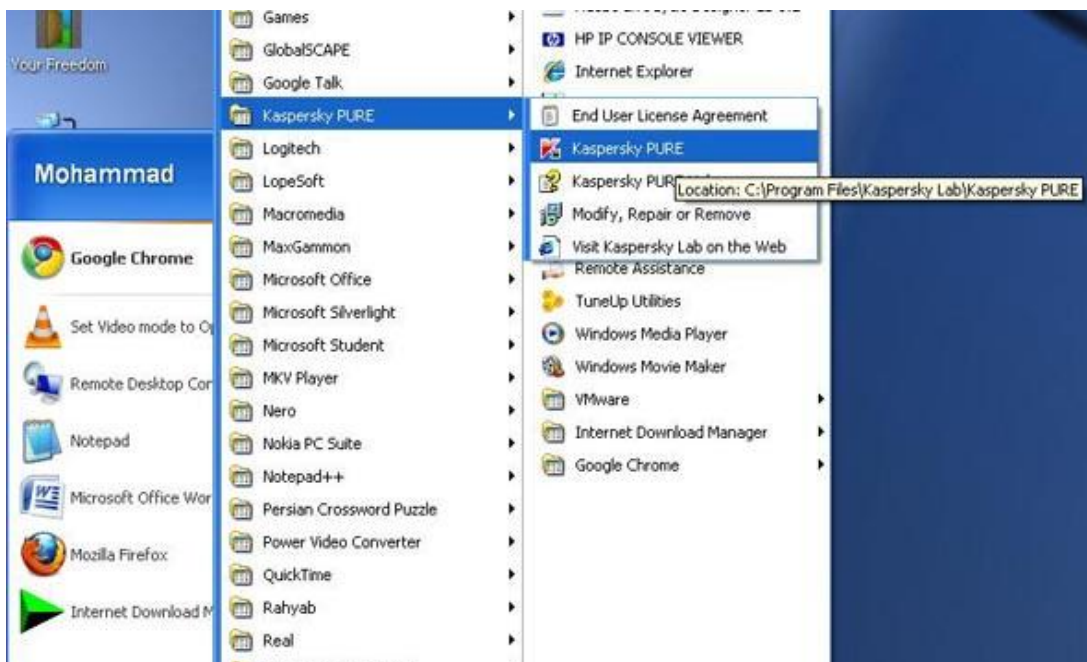 Your Freedom
Mohammad
Google Chrome
Set Video mode to
Remote Desktop
Notepad
Microsoft Office
Mozilla Firefox
Internet Download
Games
GlobalSCAPE
Google Talk
Kaspersky PURE
Logitech
LopeSoft
Macromedia
MaxGammon
Microsoft Office
Microsoft Silverlight
Microsoft Student
MKV Player
Nero
Nokia PC Suite
Notepad++
Persian Crossword Puzzle
Power Video Converter
QuickTime
Rahyab
Real
HP IP CONSOLE VIEWER
Internet Explorer
End User License Agreement
Kaspersky PURE
Kaspersky PURE
Location: C:\Program Files\Kaspersky Lab\Kaspersky PURE
Modify, Repair or Remove
Visit Kaspersky Lab on the Web
Remote Assistance
TuneUp Utilities
Windows Media Player
Windows Movie Maker
VMware
Internet Download Manager
Google Chrome